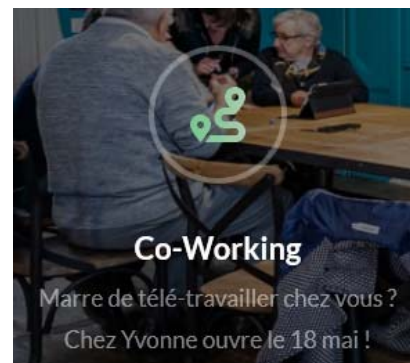 Co-Working
Marre de télé-travailler chez vous ?
Chez Yvonne ouvre le 18 mai !